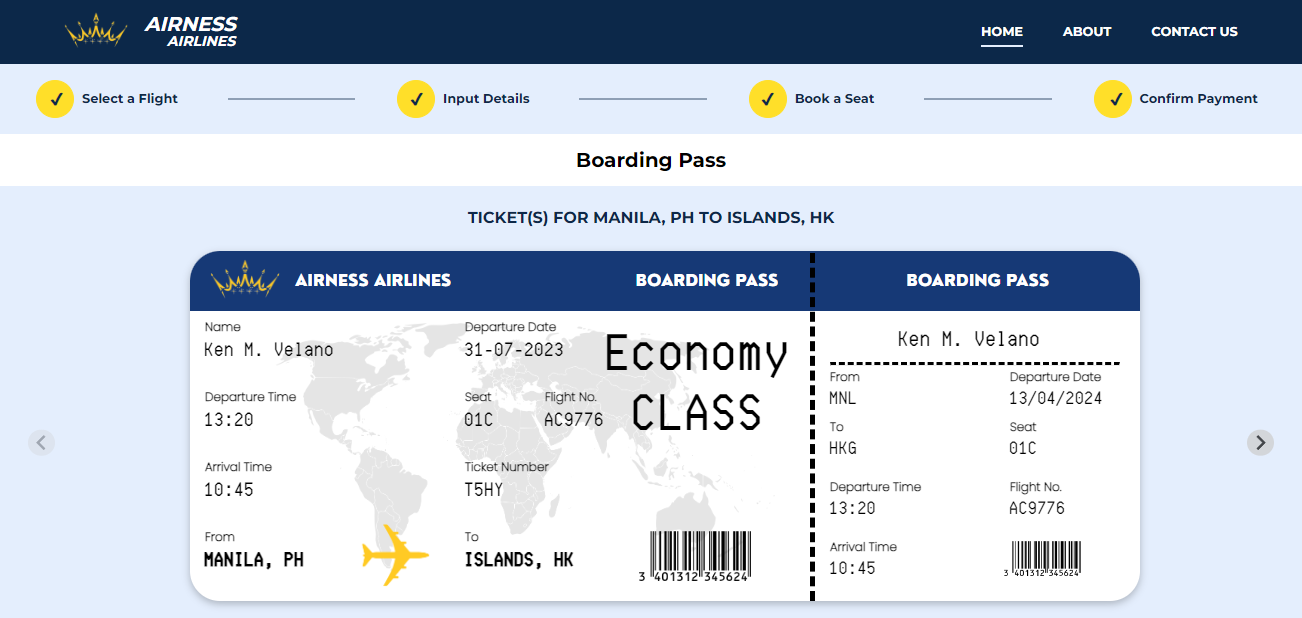 AIRNESS
AIRLINES
HOME ABOUT CONTACT US
✓ Select a Flight ✓ Input Details ✓ Book a Seat ✓ Confirm Payment
Boarding Pass
TICKET(S) FOR MANILA, PH TO ISLANDS, HK
AIRNESS AIRLINES BOARDING PASS
Name Departure Date
Ken M. Velano 31-07-2023
Economy
CLASS
Departure Time Seat Flight No.
13:20 01C AC9776
Arrival Time Ticket Number
10:45 T5HY
From To
MANILA, PH ISLANDS, HK
3 401312 345624
BOARDING PASS
Ken M. Velano
From Departure Date
MNL 13/04/2024
To Seat
HKG 01C
Departure Time Flight No.
13:20 AC9776
Arrival Time
10:45
3 401312 345624